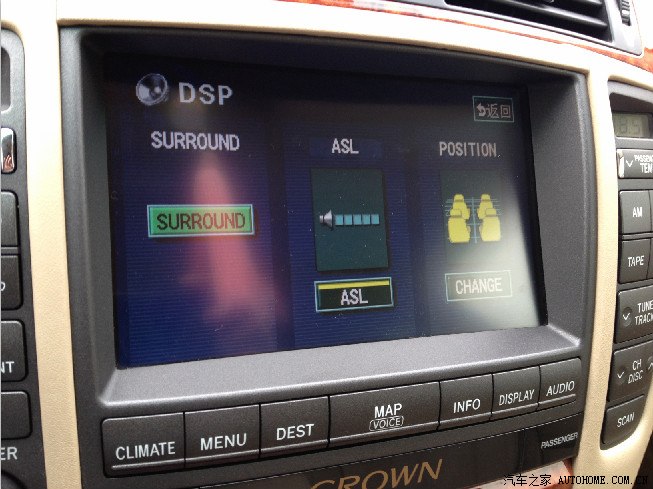 DSP
返回
SURROUND
ASL
POSITION
SURROUND
ASL
CHANGE
CLIMATE
MENU
DEST
MAP
VOICE
INFO
DISPLAY
AUDIO
CROWN
PASSENGER
AM
TAPE
TUNE
TRACK
CH
DISC
SCAN
汽车之家 AUTOHOME.COM.CN